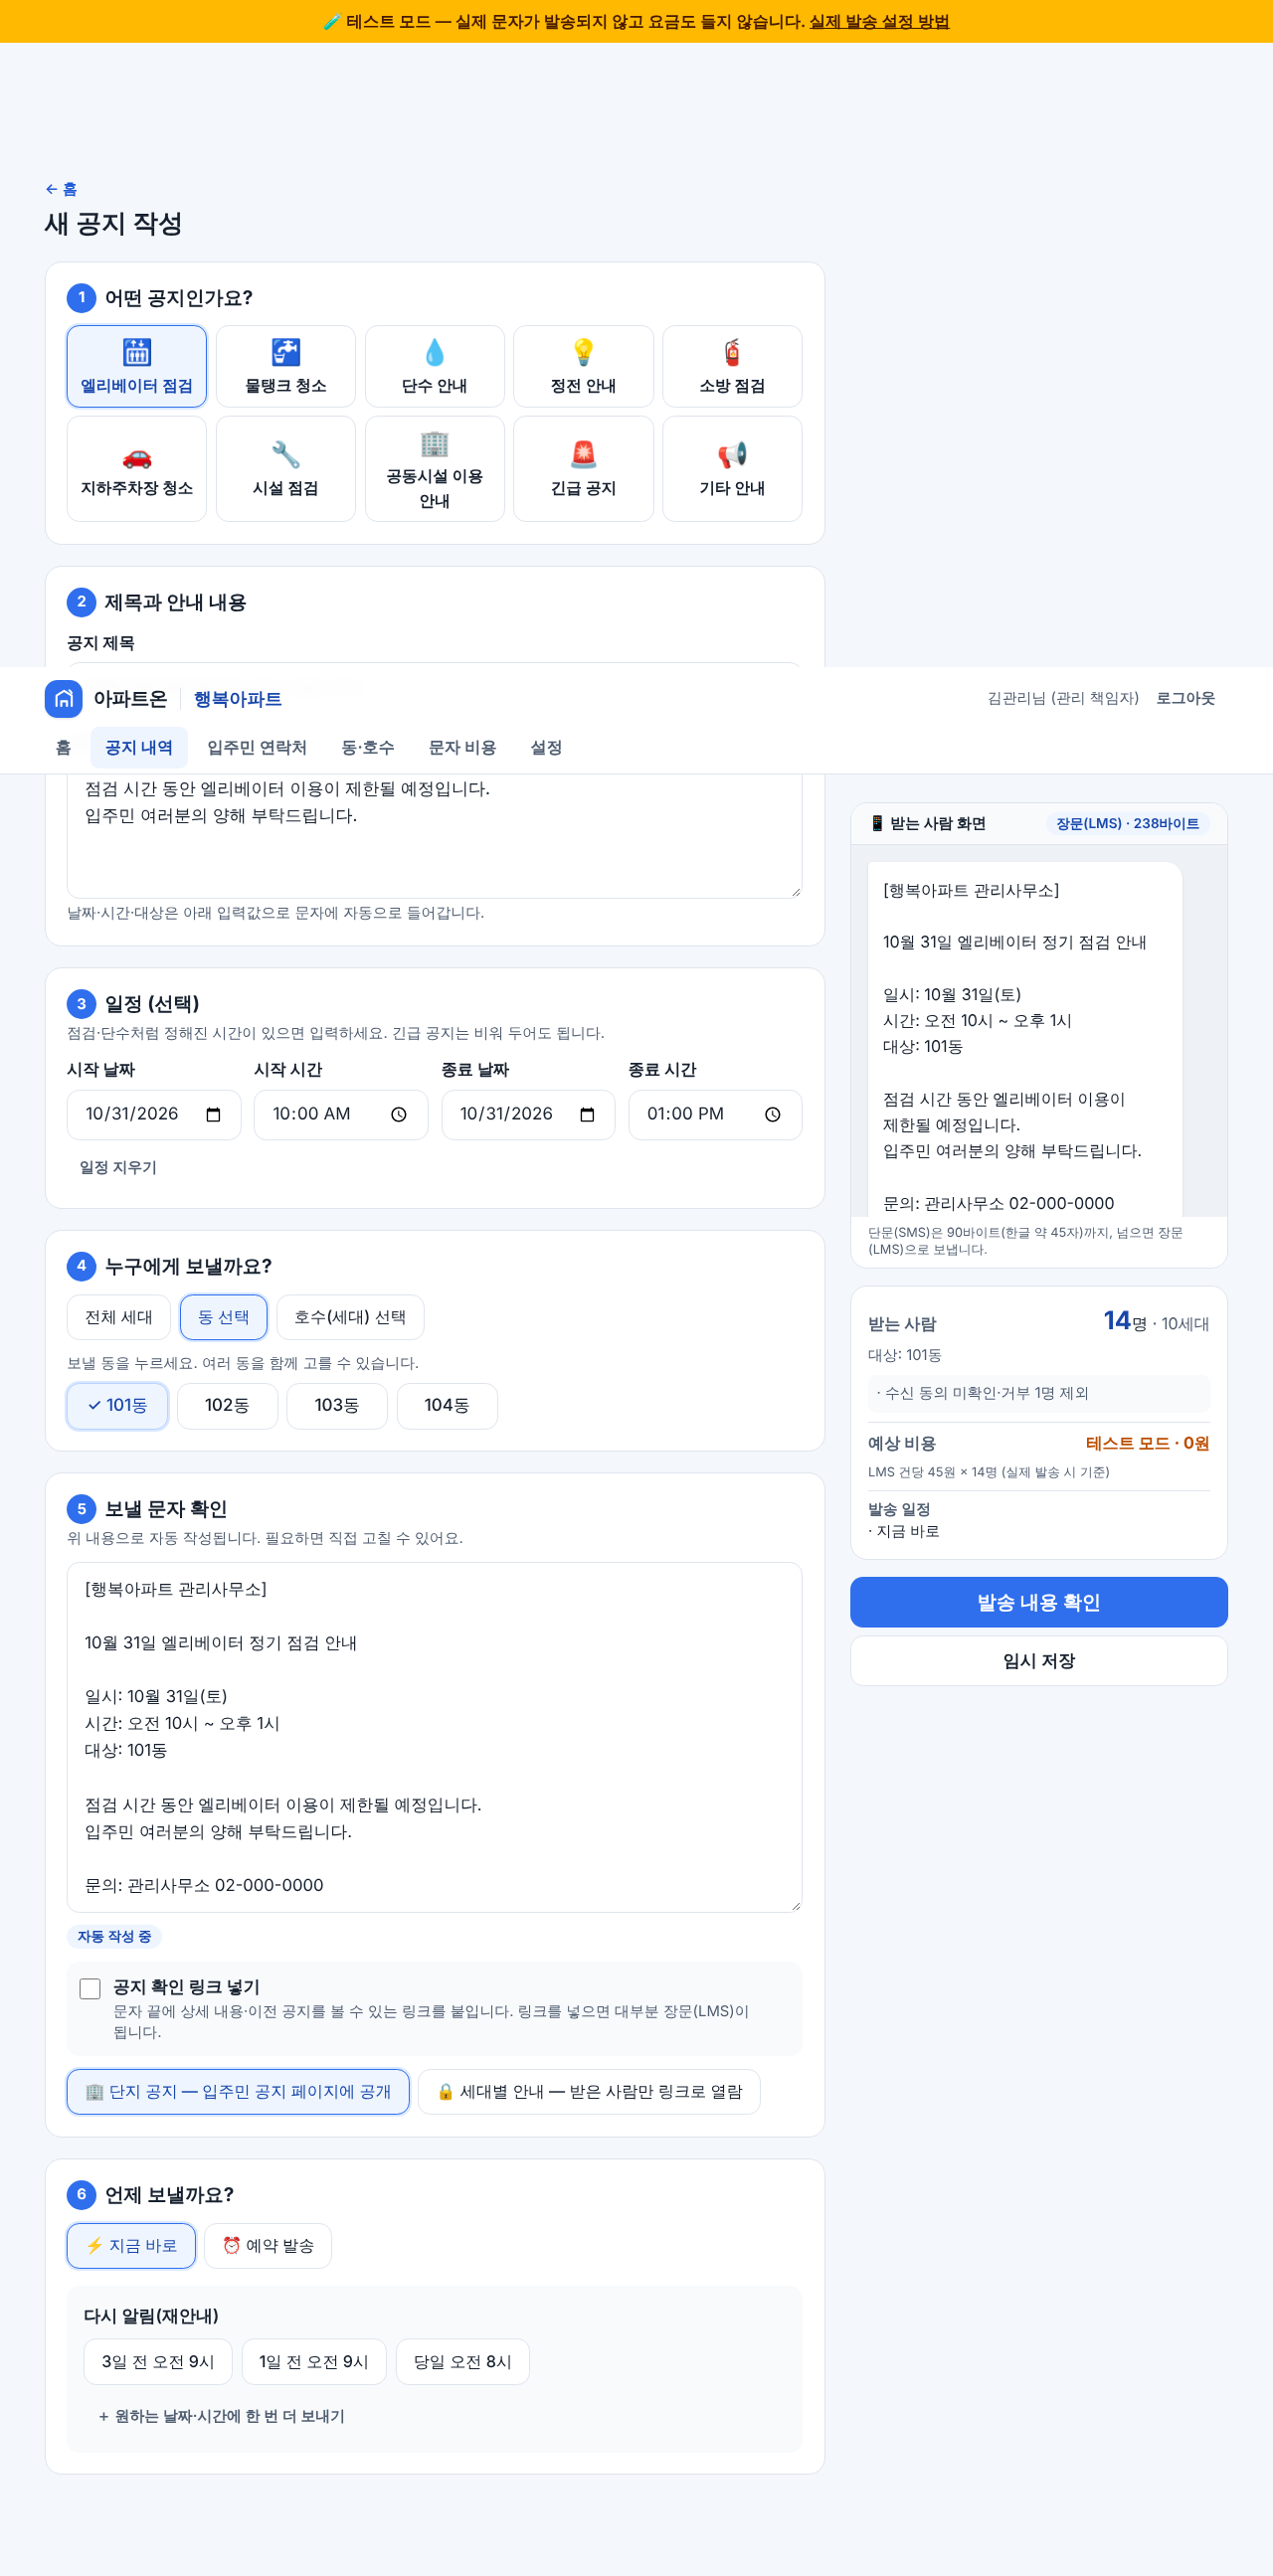 🧪 테스트 모드 — 실제 문자가 발송되지 않고 요금도 들지 않습니다. 실제 발송 설정 방법
← 홈
새 공지 작성
1 어떤 공지인가요?
엘리베이터 점검
물탱크 청소
단수 안내
정전 안내
소방 점검
지하주차장 청소
시설 점검
공동시설 이용
안내
긴급 공지
기타 안내
2 제목과 안내 내용
공지 제목
아파트온 행복아파트
김관리님 (관리 책임자) 로그아웃
홈 공지 내역 입주민 연락처 동·호수 문자 비용 설정
점검 시간 동안 엘리베이터 이용이 제한될 예정입니다.
입주민 여러분의 양해 부탁드립니다.
날짜·시간·대상은 아래 입력값으로 문자에 자동으로 들어갑니다.
3 일정 (선택)
점검·단수처럼 정해진 시간이 있으면 입력하세요. 긴급 공지는 비워 두어도 됩니다.
시작 날짜 시작 시간 종료 날짜 종료 시간
10/31/2026 10:00 AM 10/31/2026 01:00 PM
일정 지우기
4 누구에게 보낼까요?
전체 세대 동 선택 호수(세대) 선택
보낼 동을 누르세요. 여러 동을 함께 고를 수 있습니다.
✓ 101동 102동 103동 104동
5 보낼 문자 확인
위 내용으로 자동 작성됩니다. 필요하면 직접 고칠 수 있어요.
[행복아파트 관리사무소]
10월 31일 엘리베이터 정기 점검 안내
일시: 10월 31일(토)
시간: 오전 10시 ~ 오후 1시
대상: 101동
점검 시간 동안 엘리베이터 이용이 제한될 예정입니다.
입주민 여러분의 양해 부탁드립니다.
문의: 관리사무소 02-000-0000
자동 작성 중
공지 확인 링크 넣기
문자 끝에 상세 내용·이전 공지를 볼 수 있는 링크를 붙입니다. 링크를 넣으면 대부분 장문(LMS)이
됩니다.
🏢 단지 공지 — 입주민 공지 페이지에 공개
🔒 세대별 안내 — 받은 사람만 링크로 열람
6 언제 보낼까요?
⚡ 지금 바로 ⏰ 예약 발송
다시 알림(재안내)
3일 전 오전 9시 1일 전 오전 9시 당일 오전 8시
+ 원하는 날짜·시간에 한 번 더 보내기
📱 받는 사람 화면 장문(LMS) · 238바이트
[행복아파트 관리사무소]
10월 31일 엘리베이터 정기 점검 안내
일시: 10월 31일(토)
시간: 오전 10시 ~ 오후 1시
대상: 101동
점검 시간 동안 엘리베이터 이용이
제한될 예정입니다.
입주민 여러분의 양해 부탁드립니다.
문의: 관리사무소 02-000-0000
단문(SMS)은 90바이트(한글 약 45자)까지, 넘으면 장문
(LMS)으로 보냅니다.
받는 사람 14명 · 10세대
대상: 101동
· 수신 동의 미확인·거부 1명 제외
예상 비용 테스트 모드 · 0원
LMS 건당 45원 × 14명 (실제 발송 시 기준)
발송 일정
· 지금 바로
발송 내용 확인
임시 저장